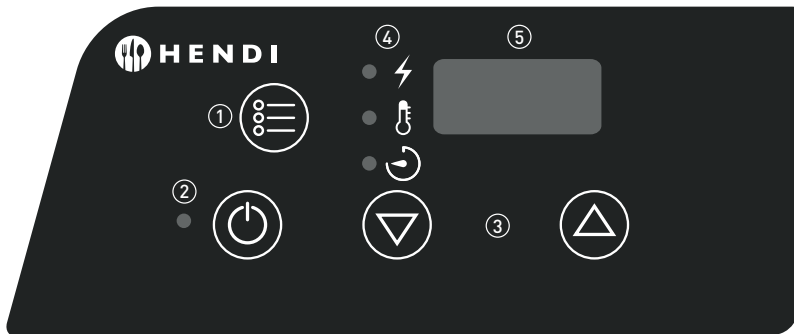 ④ ⑤
HENDI
①
②
③